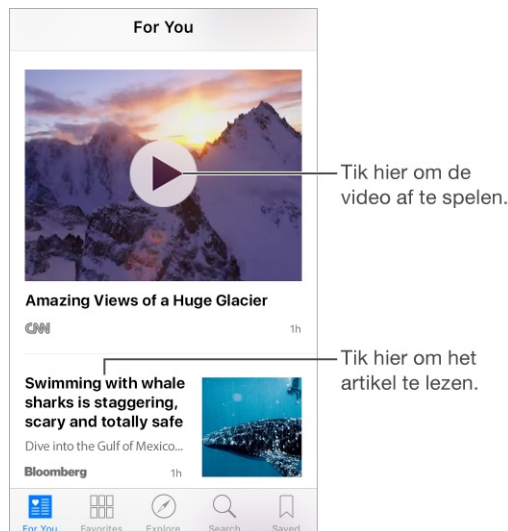 For You
Tik hier om de
video af te spelen.
Amazing Views of a Huge Glacier
CNN
1h
Tik hier om het
artikel te lezen.
Swimming with whale
sharks is staggering,
scary and totally safe
Dive into the Gulf of Mexico...
Bloomberg
1h
For You Favorites Explore Search Saved